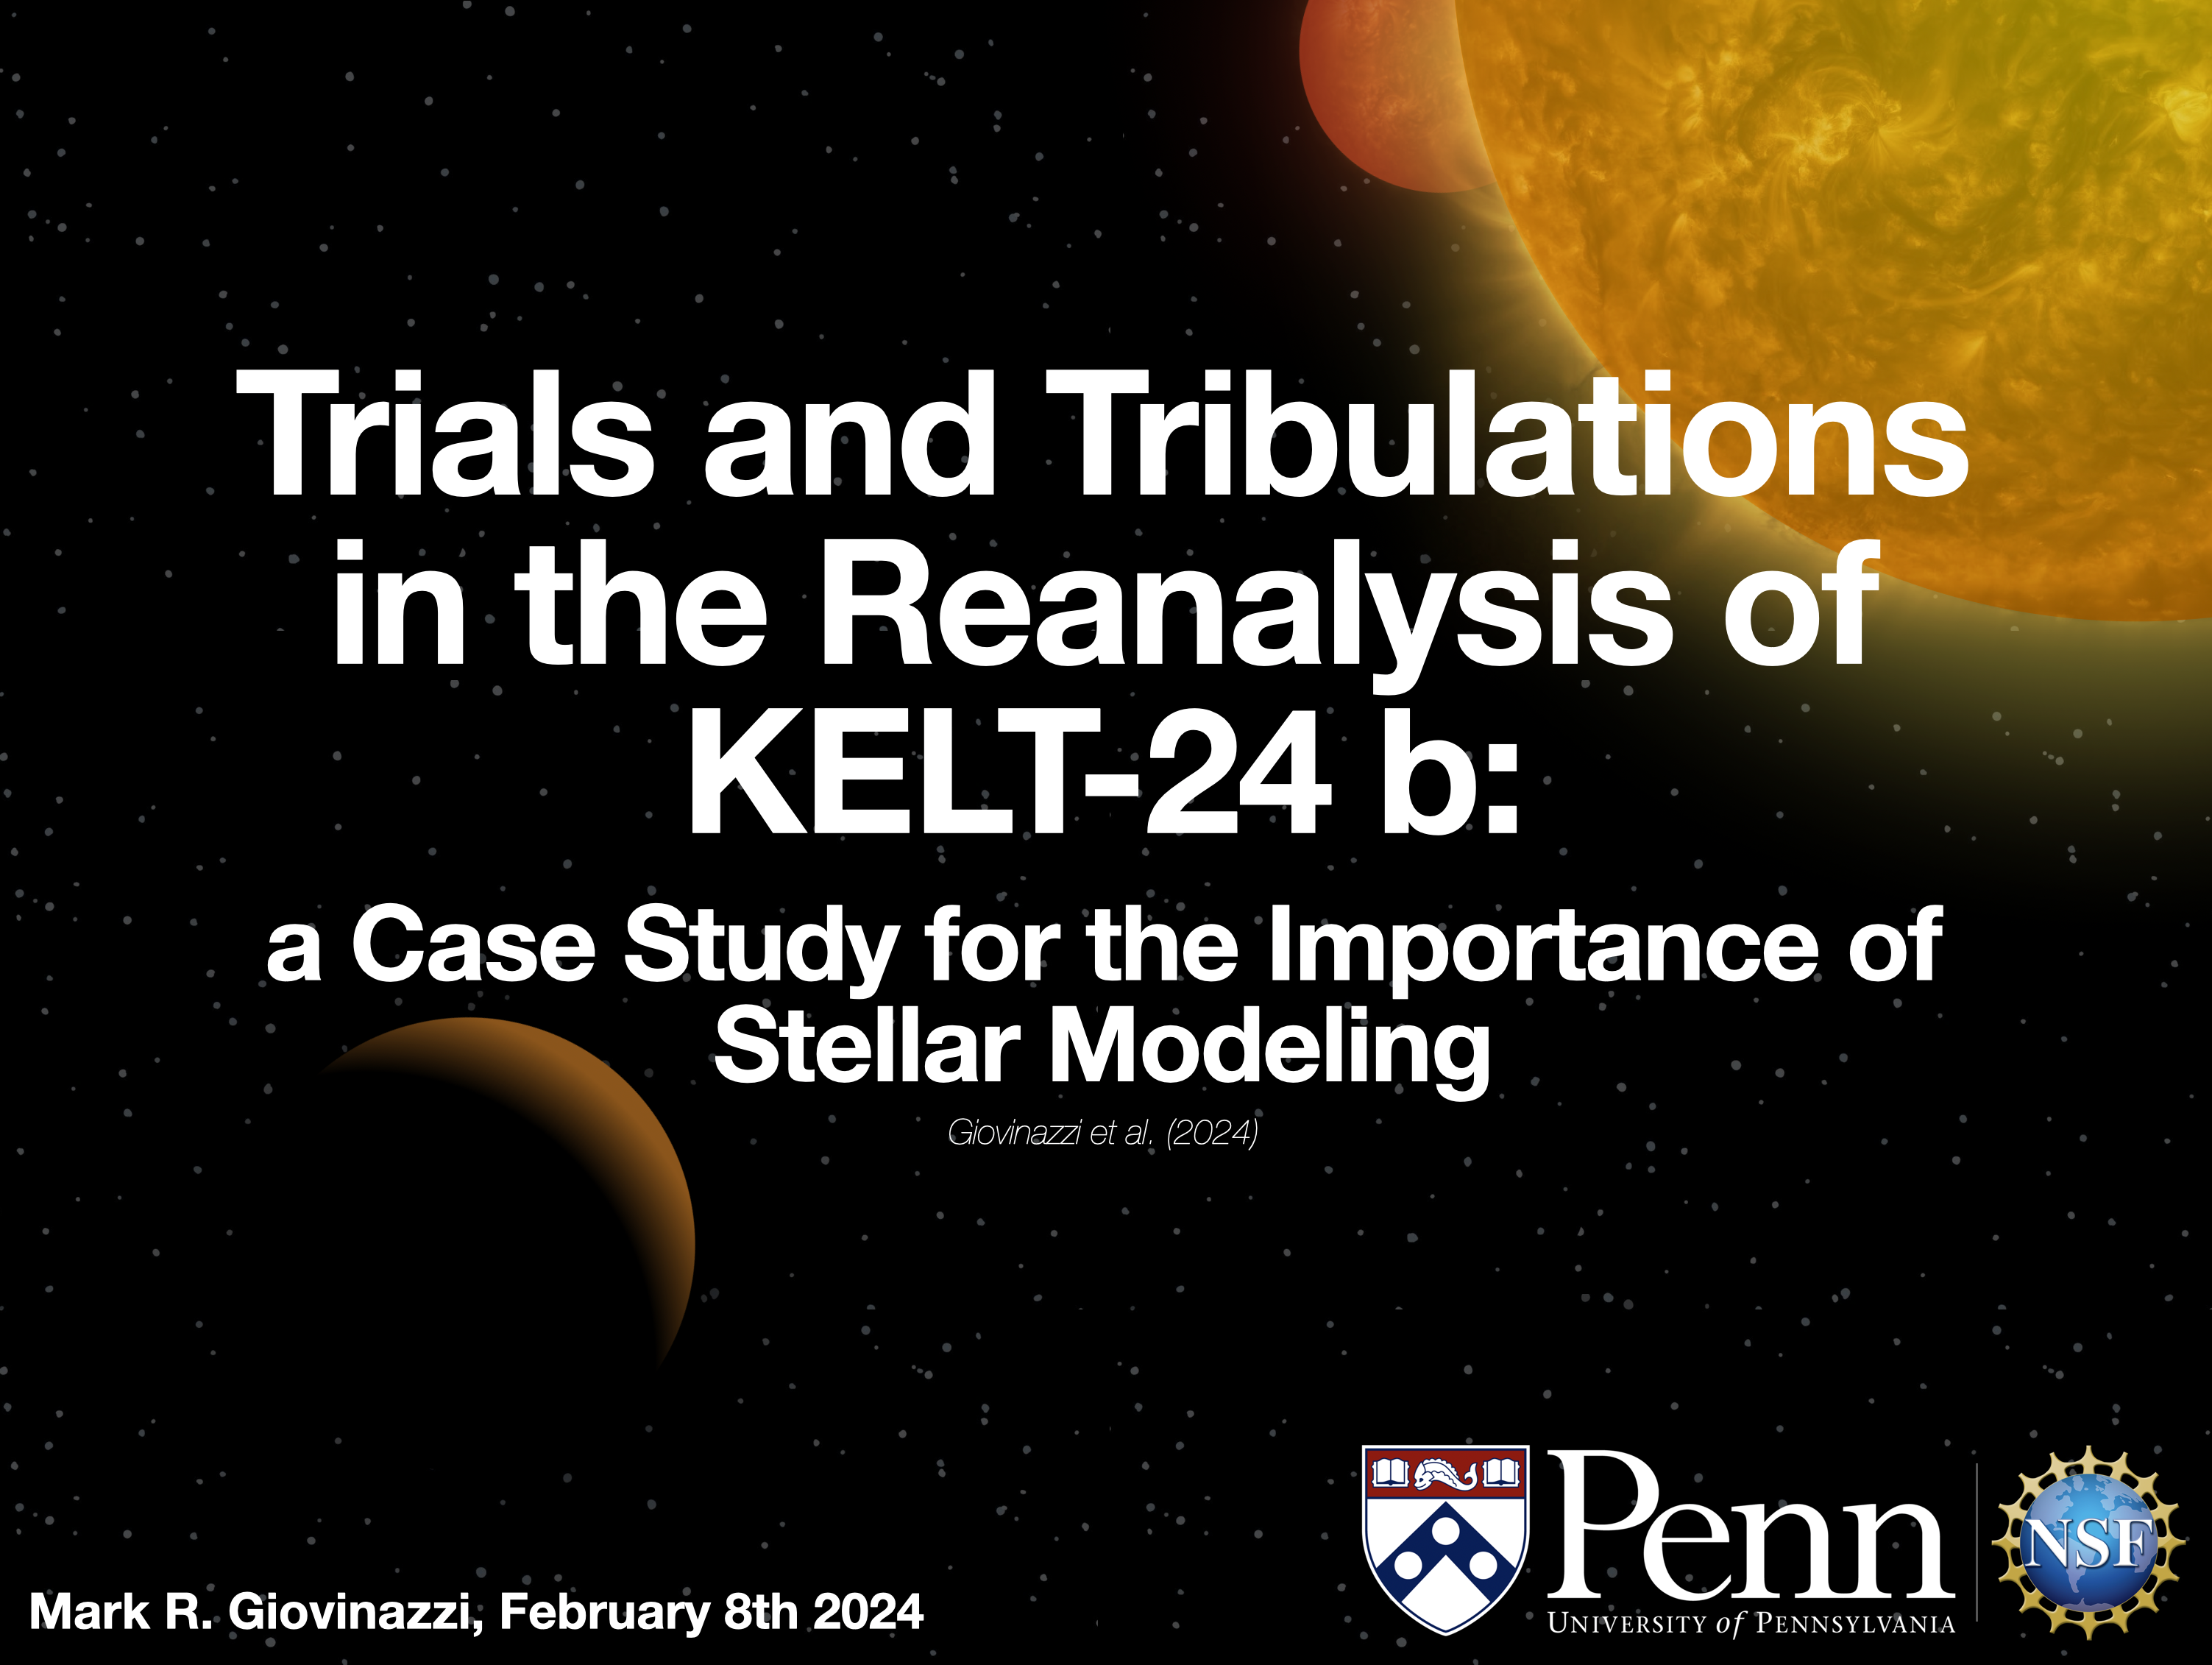 Trials and Tribulations
in the Reanalysis of
KELT-24 b:
a Case Study for the Importance of
Stellar Modeling
Giovinazzi et al. (2024)
Mark R. Giovinazzi, February 8th 2024
Penn
UNIVERSITY of PENNSYLVANIA
NSF